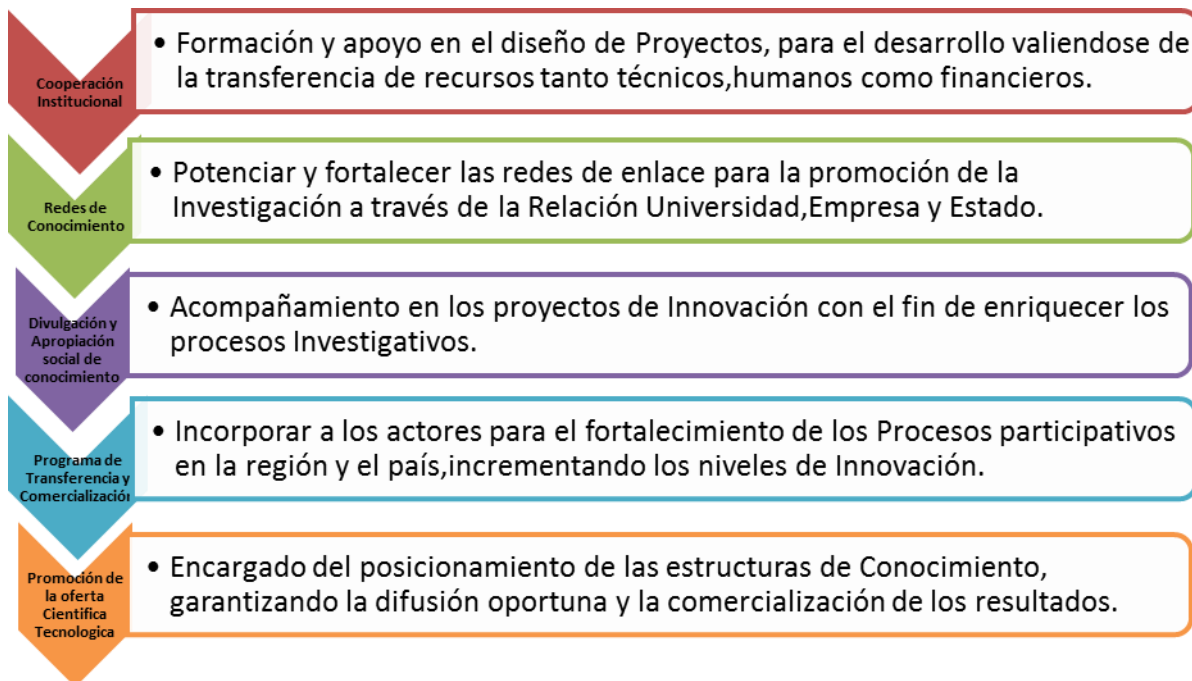 Cooperación
Institucional
• Formación y apoyo en el diseño de Proyectos, para el desarrollo valiendose de
la transferencia de recursos tanto técnicos,humanos como financieros.
Redes de
Conocimiento
• Potenciar y fortalecer las redes de enlace para la promoción de la
Investigación a través de la Relación Universidad,Empresa y Estado.
Divulgación y
Apropiación
social de
conocimiento
• Acompañamiento en los proyectos de Innovación con el fin de enriquecer los
procesos Investigativos.
Programa de
Transferencia y
Comercialización
• Incorporar a los actores para el fortalecimiento de los Procesos participativos
en la región y el país,incrementando los niveles de Innovación.
Promoción de
la oferta
Cientifica
Tecnologica
• Encargado del posicionamiento de las estructuras de Conocimiento,
garantizando la difusión oportuna y la comercialización de los resultados.